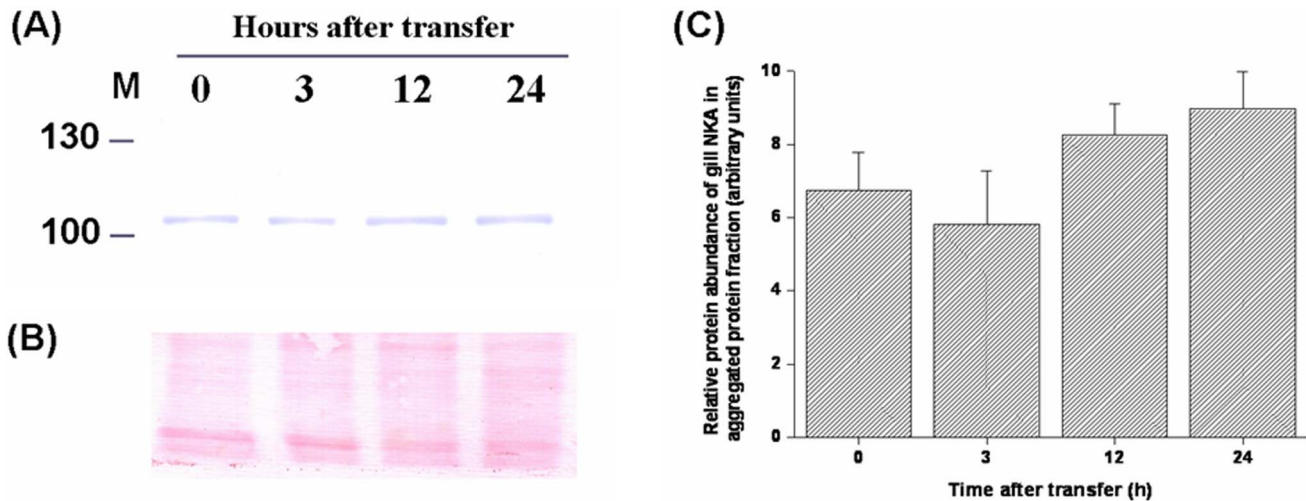 (A)
Hours after transfer
M 0 3 12 24
130
100
(B)
(C)
Relative protein abundance of gill NKA in
aggregated protein fraction (arbitrary units)
10
8
6
4
2
0
0 3 12 24
Time after transfer (h)